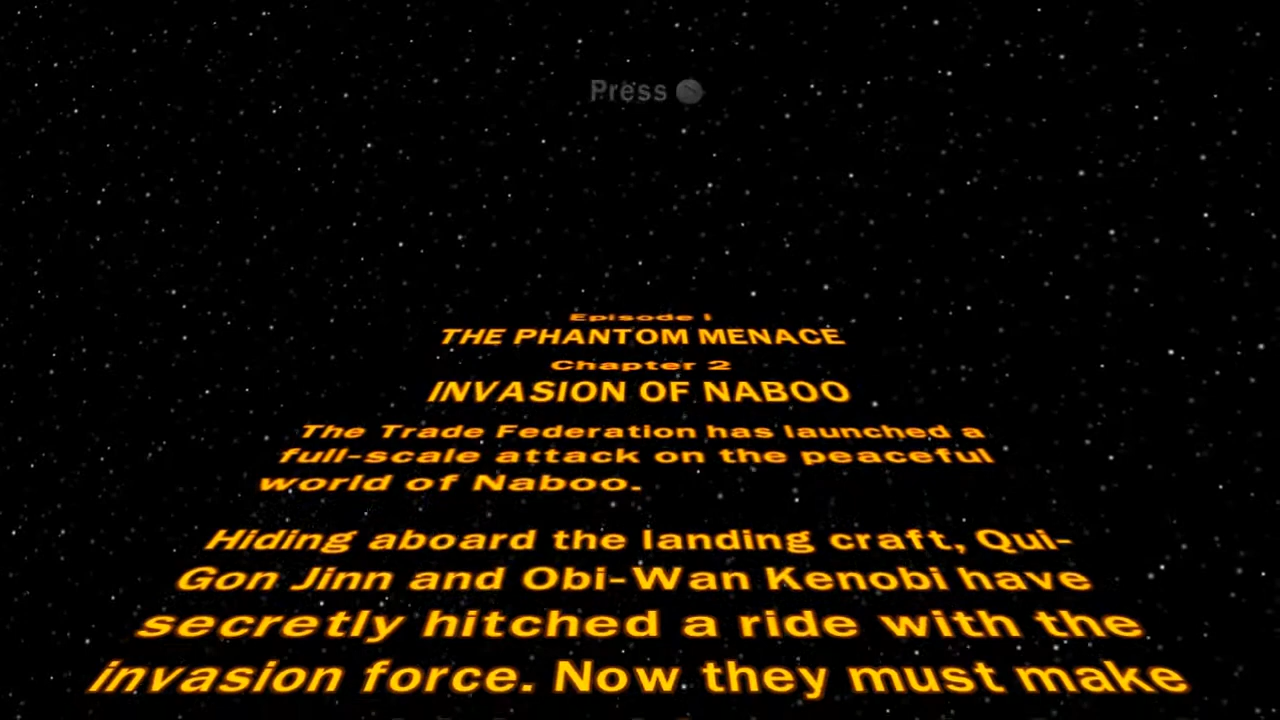 Press
Episode I
THE PHANTOM MENACE
Chapter 2
INVASION OF NABOO
The Trade Federation has launched a
full-scale attack on the peaceful
world of Naboo.
Hiding aboard the landing craft, Qui-
Gon Jinn and Obi-Wan Kenobi have
secretly hitched a ride with the
invasion force. Now they must make